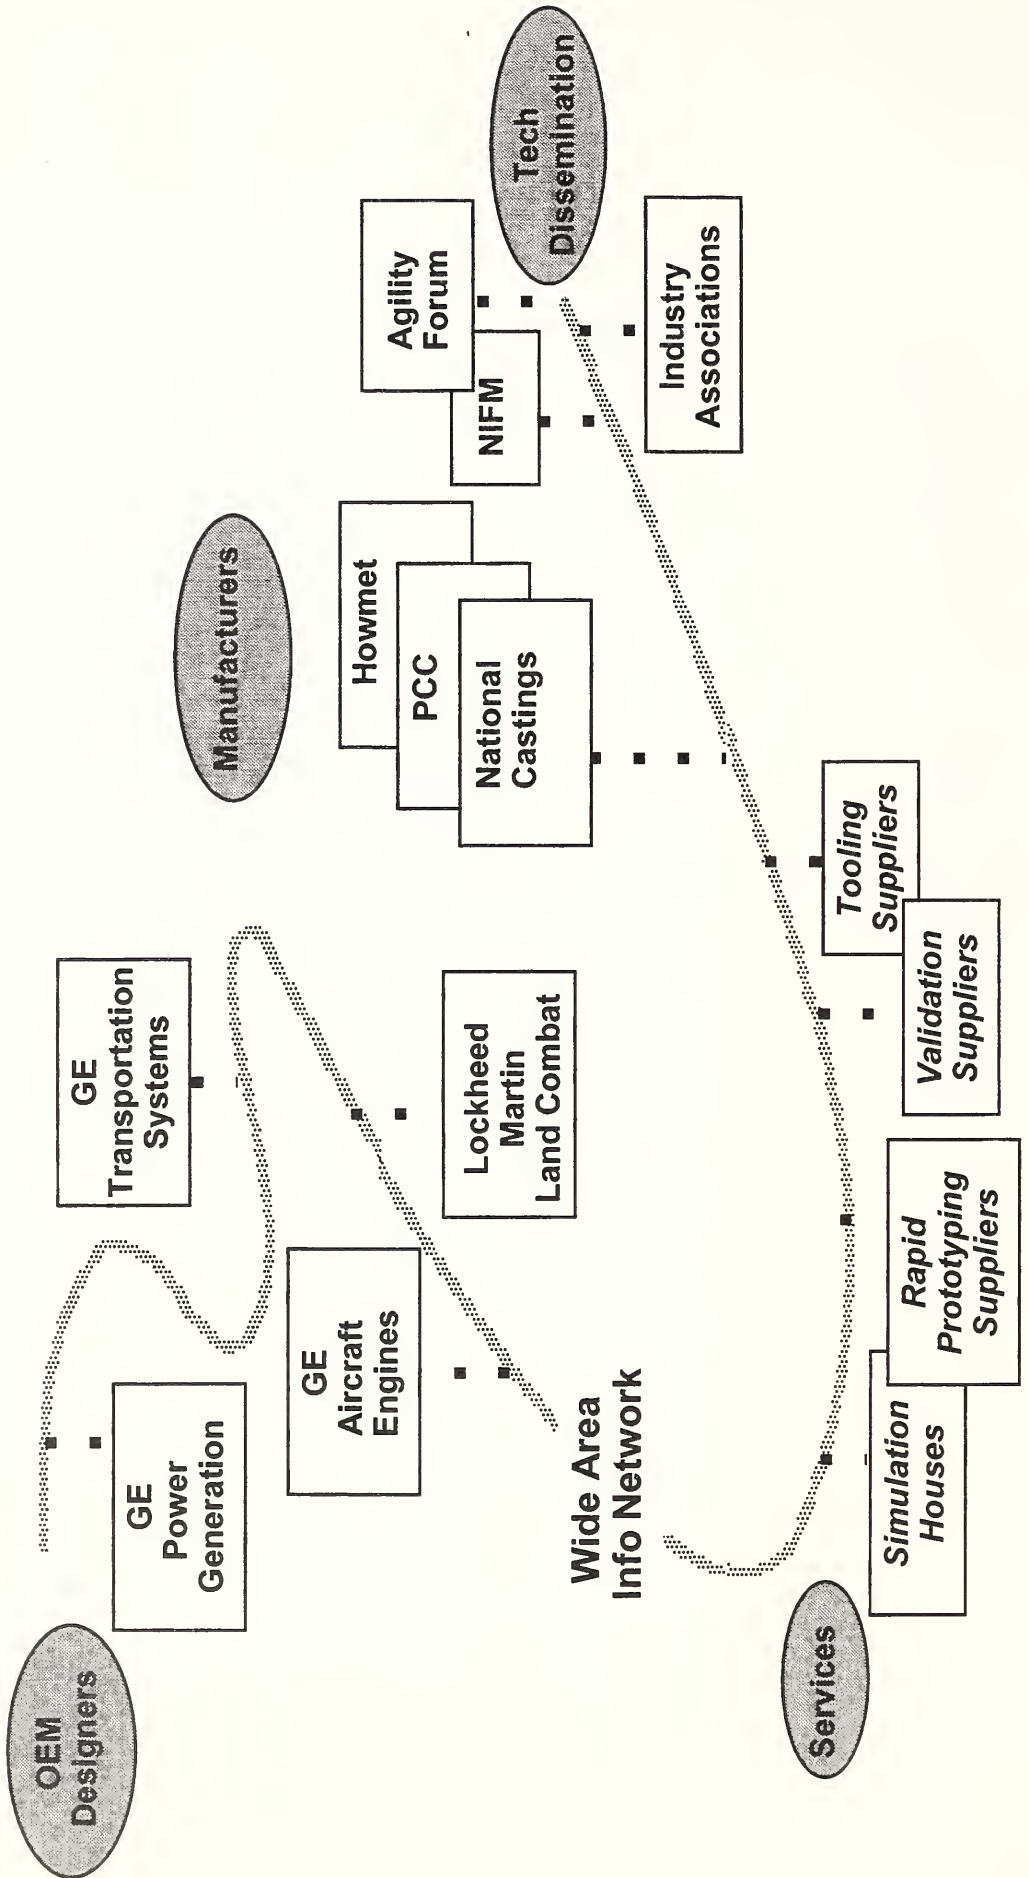 OEM
Designers
GE
Power
Generation
GE
Transportation
Systems
GE
Aircraft
Engines
Lockheed
Martin
Land Combat
Manufacturers
Howmet
PCC
National
Castings
Agility
Forum
NIFM
Tech
Dissemination
Industry
Associations
Wide Area
Info Network
Services
Simulation
Houses
Rapid
Prototyping
Suppliers
Validation
Suppliers
Tooling
Suppliers